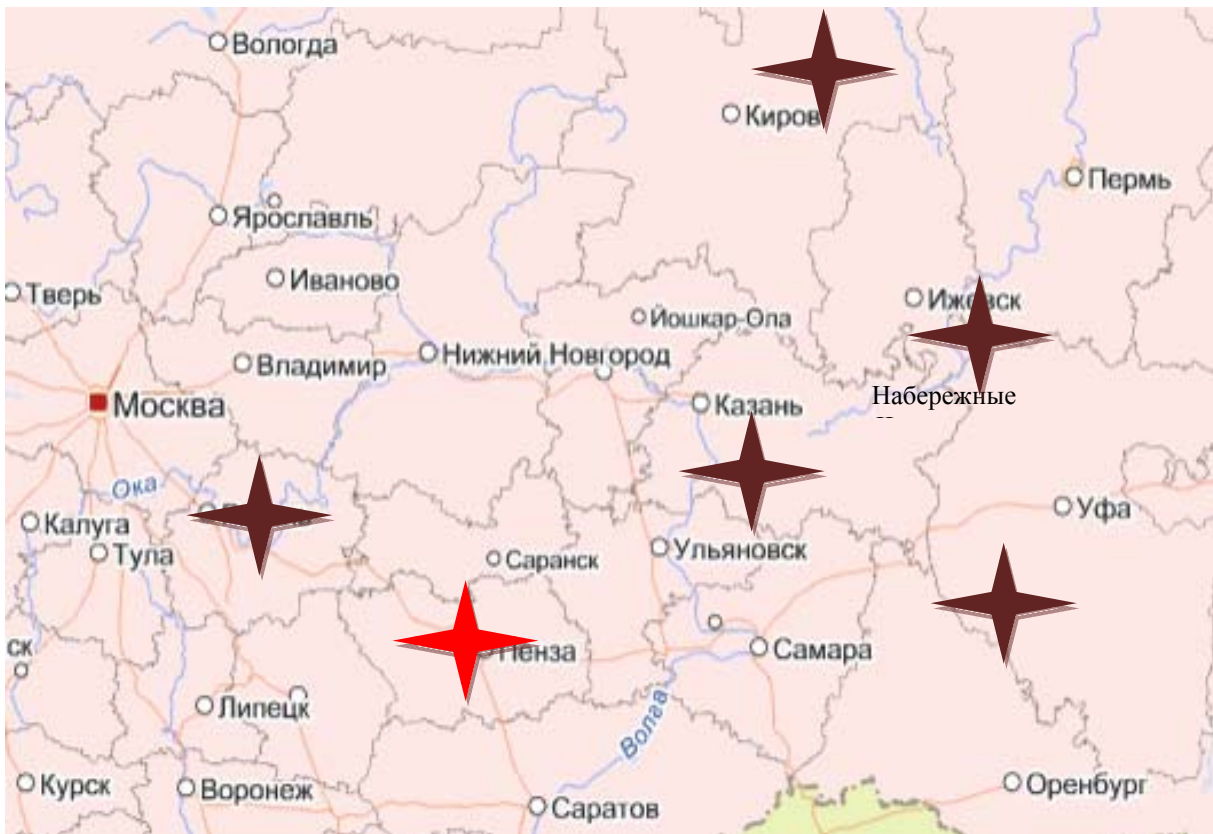 Вологда
Киров
Пермь
Ярославль
Иваново
Тверь
Ижевск
Йошкар-Ола
Нижний Новгород
Владимир
Москва
Казань
Набережные
Ока
Уфа
Калуга
Тула
Саранск
Ульяновск
ск
Пенза
Самара
Липецк
Волга
Курск
Воронеж
Саратов
Оренбург